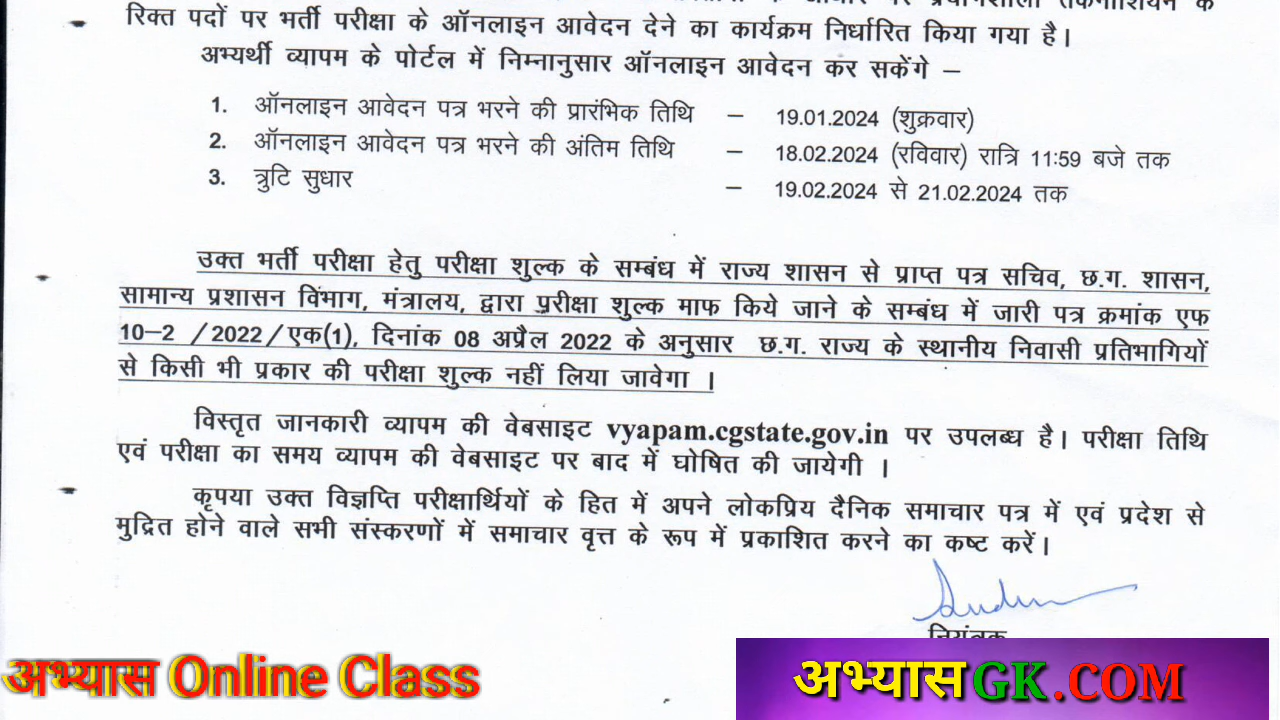 रिक्त पदों पर भर्ती परीक्षा के ऑनलाइन आवेदन देने का कार्यक्रम निर्धारित किया गया है।
अभ्यर्थी व्यापम के पोर्टल में निम्नानुसार ऑनलाइन आवेदन कर सकेंगे –
1. ऑनलाइन आवेदन पत्र भरने की प्रारंभिक तिथि – 19.01.2024 (शुक्रवार)
2. ऑनलाइन आवेदन पत्र भरने की अंतिम तिथि – 18.02.2024 (रविवार) रात्रि 11:59 बजे तक
3. त्रुटि सुधार – 19.02.2024 से 21.02.2024 तक
उक्त भर्ती परीक्षा हेतु परीक्षा शुल्क के सम्बंध में राज्य शासन से प्राप्त पत्र सचिव, छ.ग. शासन,
सामान्य प्रशासन विभाग, मंत्रालय, द्वारा परीक्षा शुल्क माफ किये जाने के सम्बंध में जारी पत्र क्रमांक एफ
10–2 /2022/एक(1), दिनांक 08 अप्रैल 2022 के अनुसार छ.ग. राज्य के स्थानीय निवासी प्रतिभागियों
से किसी भी प्रकार की परीक्षा शुल्क नहीं लिया जावेगा ।
विस्तृत जानकारी व्यापम की वेबसाइट vyapam.cgstate.gov.in पर उपलब्ध है। परीक्षा तिथि
एवं परीक्षा का समय व्यापम की वेबसाइट पर बाद में घोषित की जायेगी ।
कृपया उक्त विज्ञप्ति परीक्षार्थियों के हित में अपने लोकप्रिय दैनिक समाचार पत्र में एवं प्रदेश से
मुद्रित होने वाले सभी संस्करणों में समाचार वृत्त के रूप में प्रकाशित करने का कष्ट करें।
नियंत्रक
अभ्यास Online Class
अभ्यासGK.COM